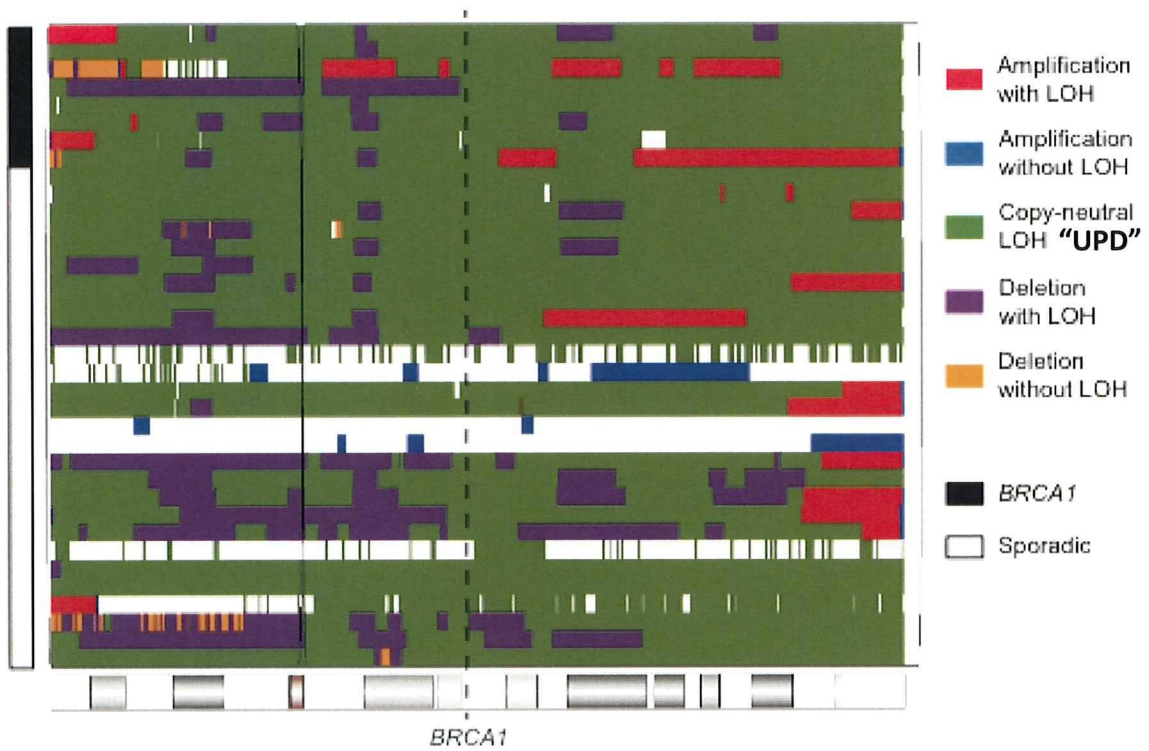 Amplification
with LOH
Amplification
without LOH
Copy-neutral
LOH “UPD”
Deletion
with LOH
Deletion
without LOH
BRCA1
Sporadic
BRCA1